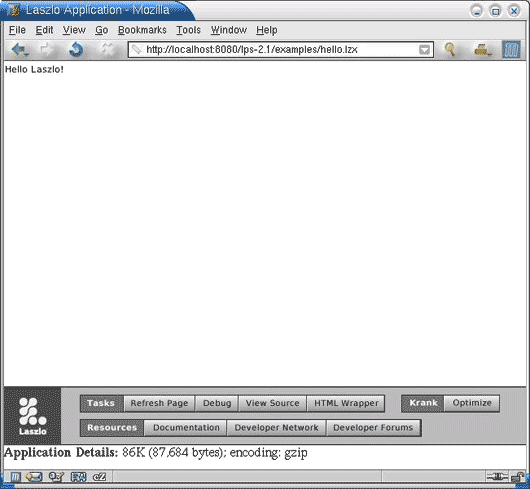 Laszlo Application - Mozilla
File Edit View Go Bookmarks Tools Window Help
http://localhost:8080/lps-2.1/examples/hello.lzx
Hello Laszlo!
Tasks Refresh Page Debug View Source HTML Wrapper Krank Optimize
Laszlo
Resources Documentation Developer Network Developer Forums
Application Details: 86K (87,684 bytes); encoding: gzip